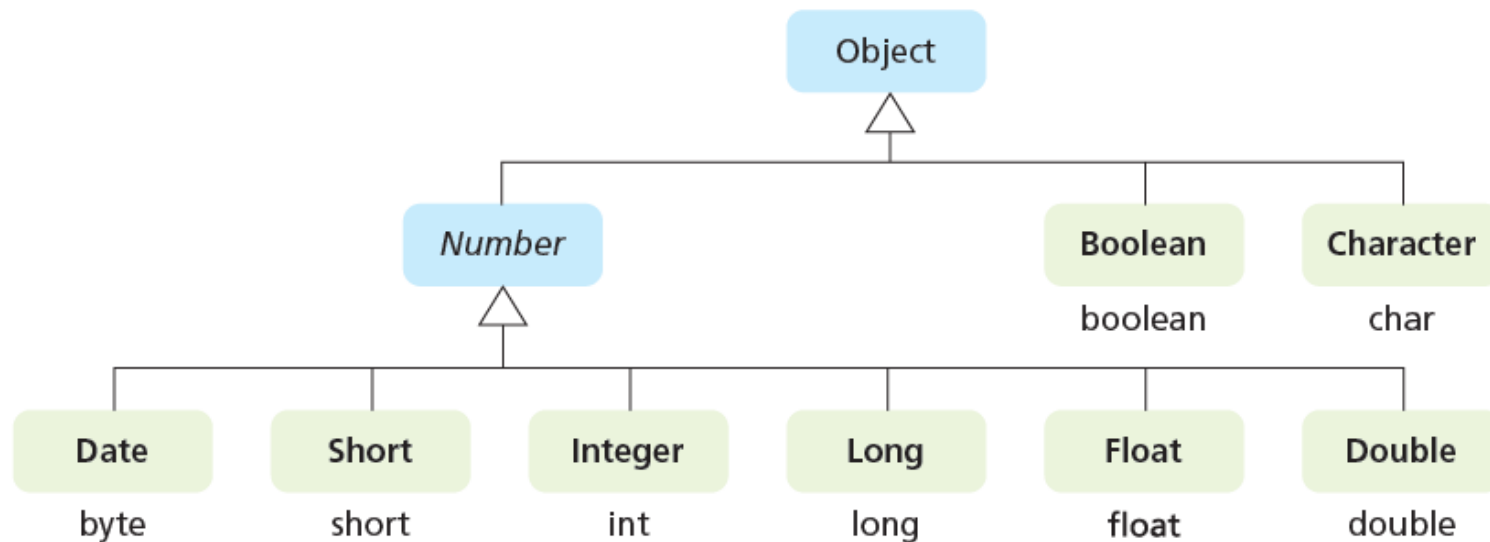 Object
Number
Boolean
Character
boolean
char
Date
Short
Integer
Long
Float
Double
byte
short
int
long
float
double